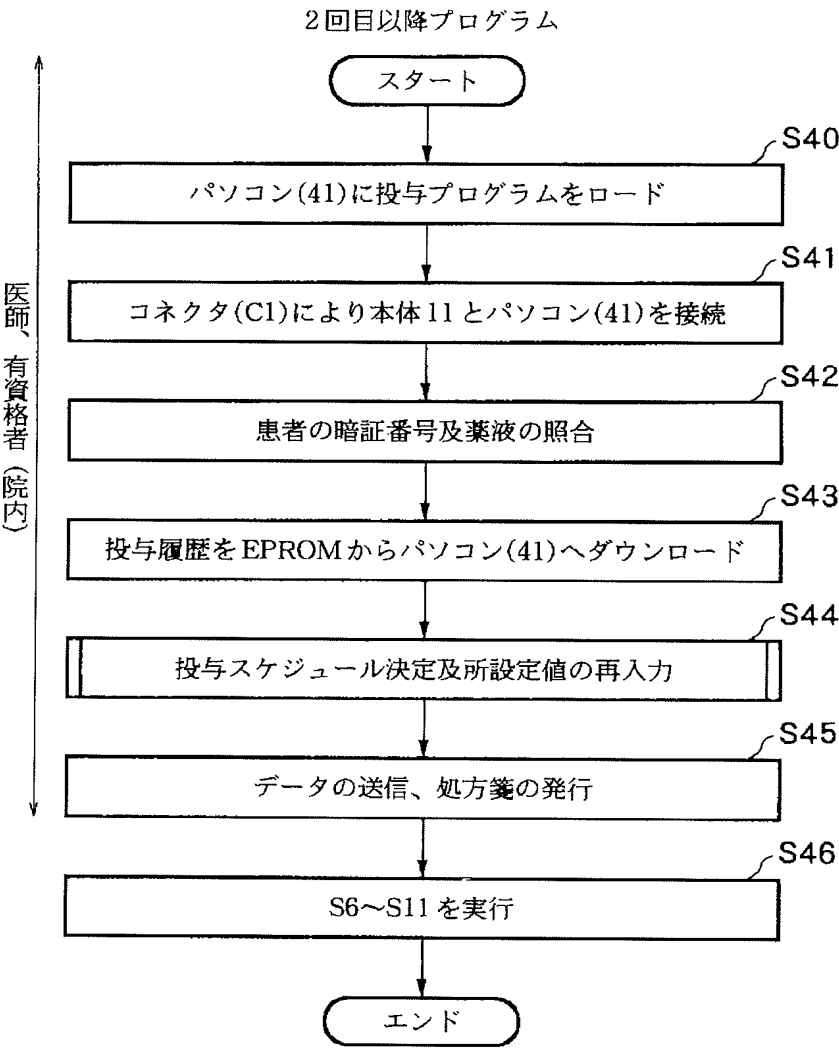 2回目以降プログラム
スタート
S40
パソコン(41)に投与プログラムをロード
S41
コネクタ(C1)により本体11とパソコン(41)を接続
S42
患者の暗証番号及薬液の照合
S43
投与履歴をEPROMからパソコン(41)へダウンロード
S44
投与スケジュール決定及所設定値の再入力
S45
データの送信、処方箋の発行
S46
S6〜S11を実行
エンド
医師、有資格者(院内)